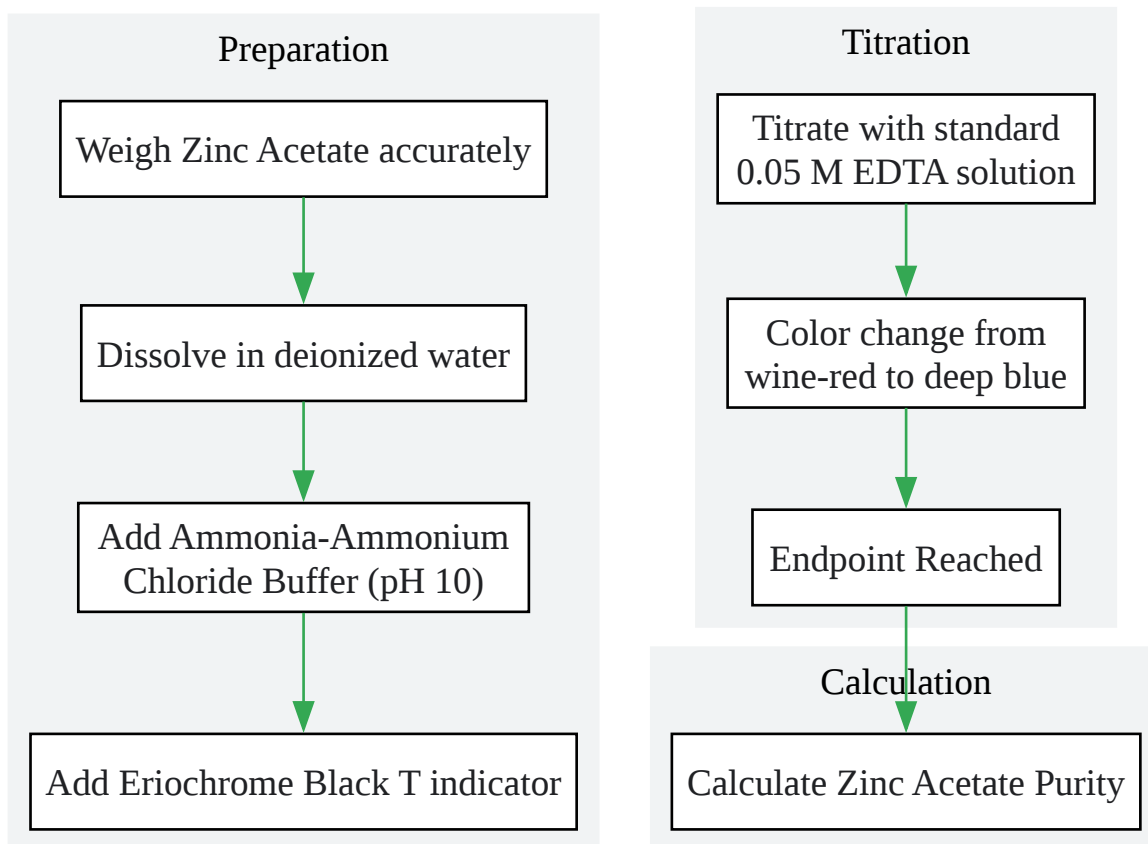 Preparation
Weigh Zinc Acetate accurately
Dissolve in deionized water
Add Ammonia-Ammonium
Chloride Buffer (pH 10)
Add Eriochrome Black T indicator
Titration
Titrate with standard
0.05 M EDTA solution
Color change from
wine-red to deep blue
Endpoint Reached
Calculation
Calculate Zinc Acetate Purity